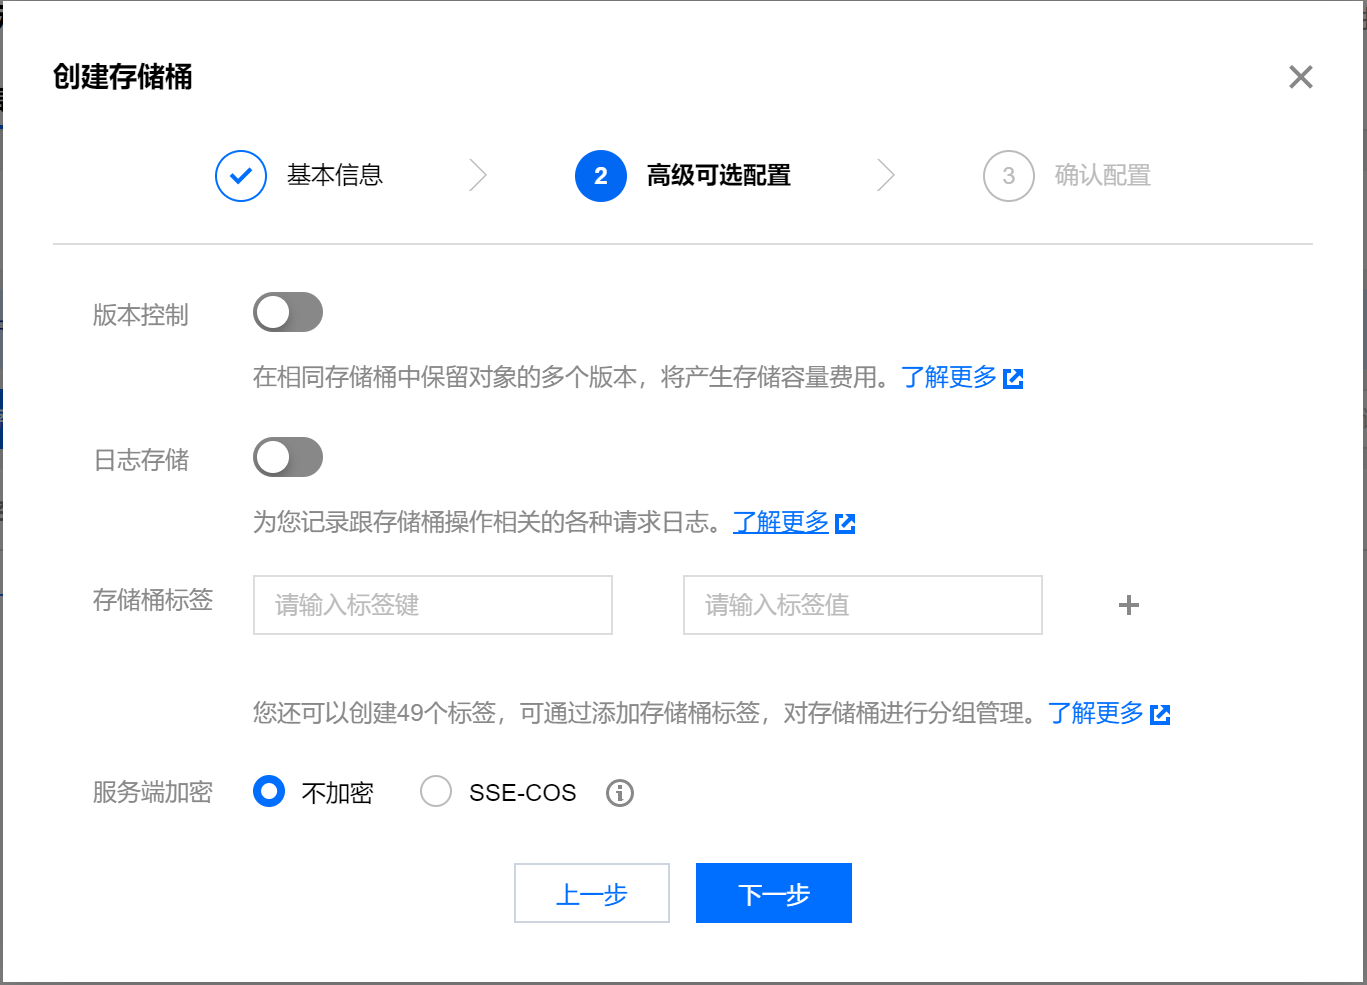 创建存储桶
基本信息
2 高级可选配置
3 确认配置
版本控制
在相同存储桶中保留对象的多个版本，将产生存储容量费用。了解更多
日志存储
为您记录跟存储桶操作相关的各种请求日志。了解更多
存储桶标签 请输入标签键 请输入标签值 +
您还可以创建49个标签，可通过添加存储桶标签，对存储桶进行分组管理。了解更多
服务端加密 不加密 SSE-COS
上一步 下一步